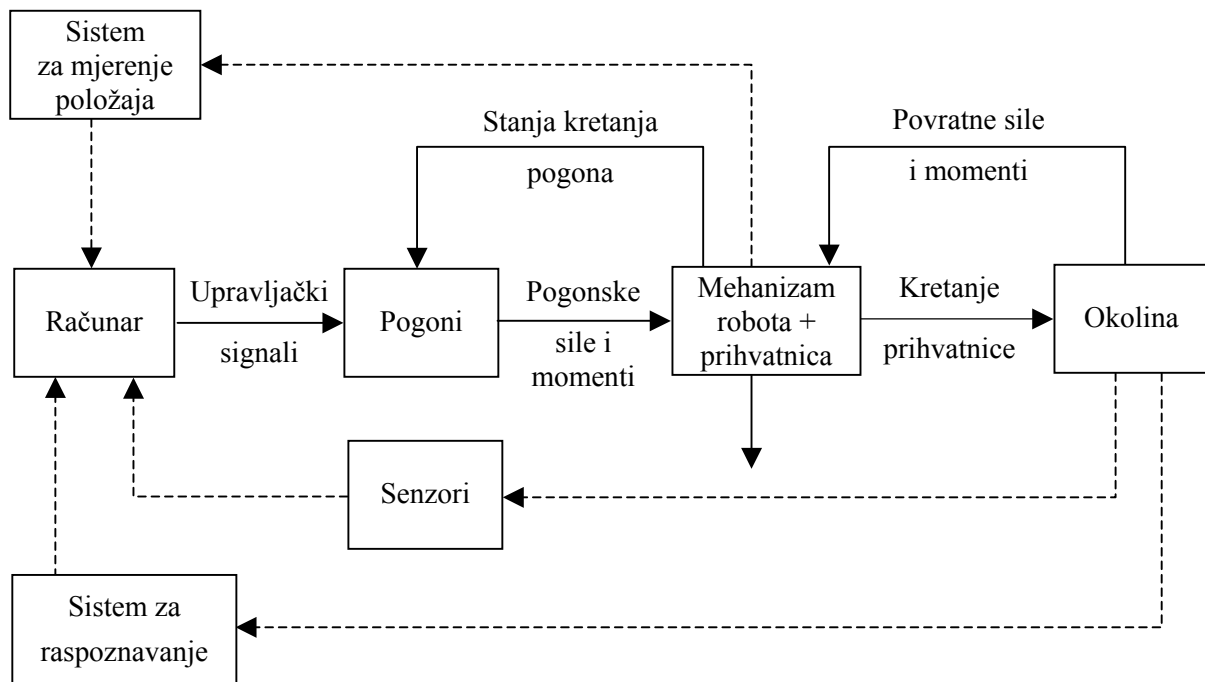 Sistem
za mjerenje
položaja
Stanja kretanja
pogona
Povratne sile
i momenti
Računar
Upravljački
signali
Pogoni
Pogonske
sile i
momenti
Mehanizam
robota +
prihvatnica
Kretanje
prihvatnice
Okolina
Senzori
Sistem za
raspoznavanje